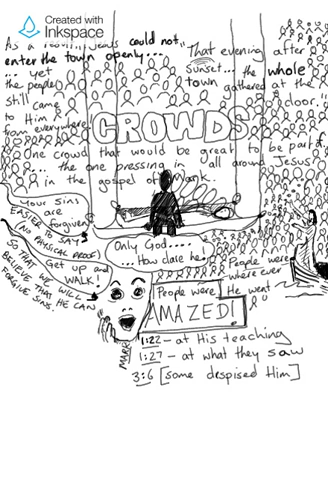 Created with
Inkspace
As a result Jesus could not
enter the town openly...
... yet
the people
still came
to Him
from everywhere
That evening after
sunset... the whole
town gathered at the
door."
CROWDS
One crowd that would be great to be part of
... the one pressing in all around Jesus
in the gospel of Mark.
Your sins
are
EASIER forgiven
TO SAY
(NO PHYSICAL PROOF)
Get up and
WALK!
SO THAT WE WILL
BELIEVE THAT HE CAN
FORGIVE SINS.
Only God....
...How dare he.
People were
where ever
He went
People were
AMAZED!
MARK
1:22 - at His teaching
1:27 - at what they saw
3:6 [some despised Him]